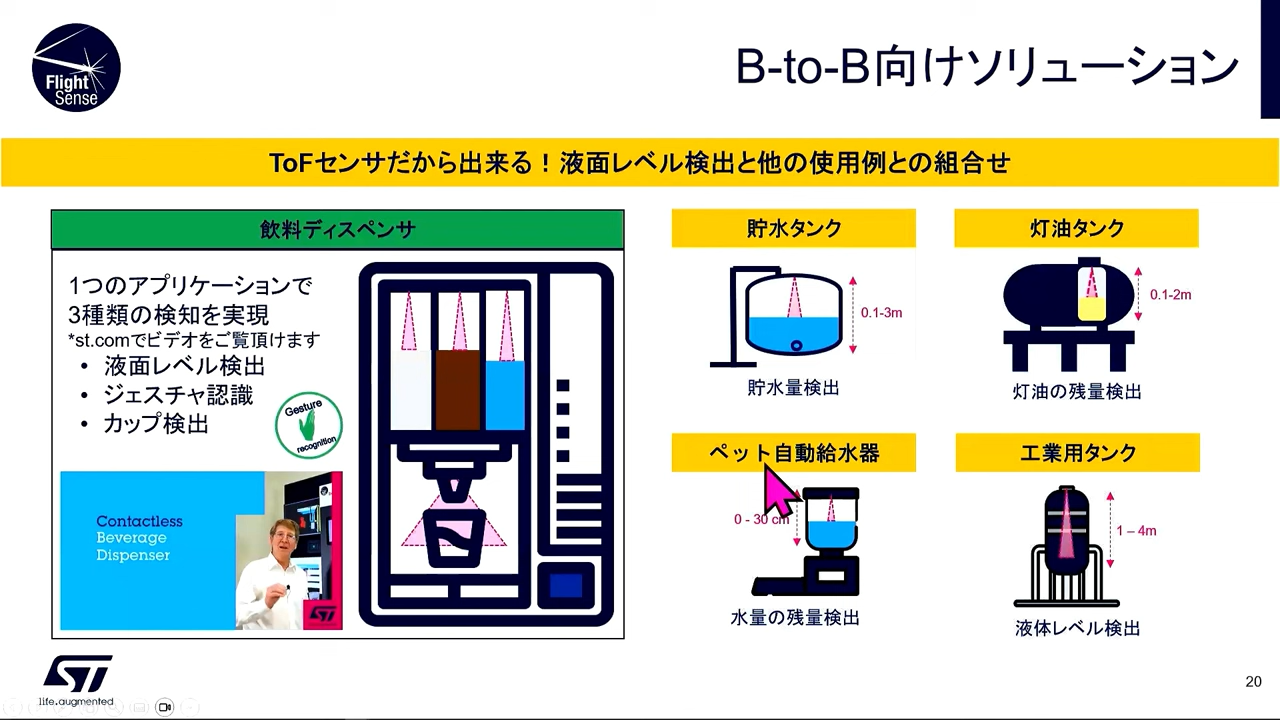 Flight
Sense
B-to-B向けソリューション
ToFセンサだから出来る！液面レベル検出と他の使用例との組合せ
飲料ディスペンサ
1つのアプリケーションで
3種類の検知を実現
*st.comでビデオをご覧頂けます
• 液面レベル検出
• ジェスチャ認識
• カップ検出
Gesture
recognition
Contactless
Beverage
Dispenser
ST
貯水タンク
0.1-3m
貯水量検出
灯油タンク
0.1-2m
灯油の残量検出
ペット自動給水器
0 - 30 cm
水量の残量検出
工業用タンク
1 – 4m
液体レベル検出
ST
life.augmented
20